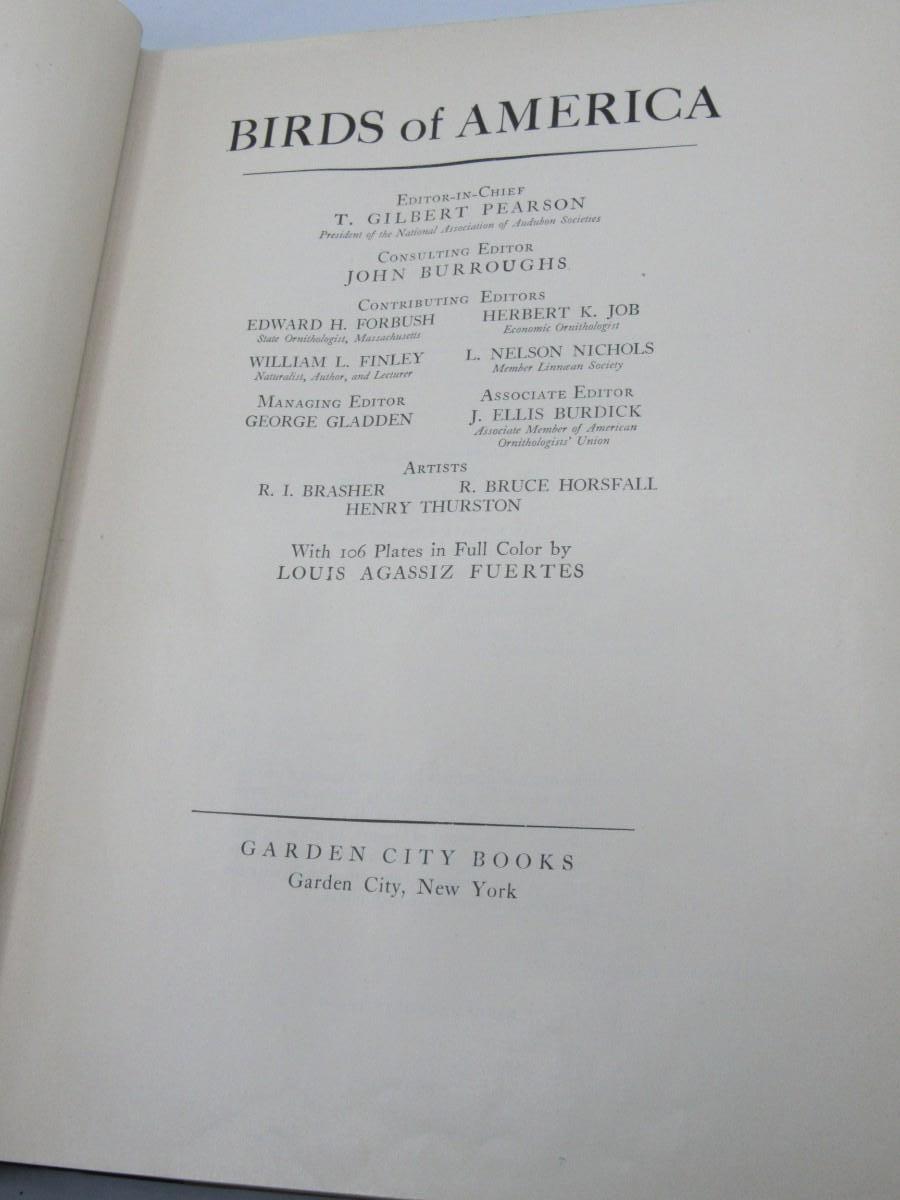 BIRDS of AMERICA
EDITOR-IN-CHIEF
T. GILBERT PEARSON
President of the National Association of Audubon Societies
CONSULTING EDITOR
JOHN BURROUGHS
CONTRIBUTING EDITORS
EDWARD H. FORBUSH
State Ornithologist, Massachusetts
HERBERT K. JOB
Economic Ornithologist
WILLIAM L. FINLEY
Naturalist, Author, and Lecturer
L. NELSON NICHOLS
Member Linnæan Society
MANAGING EDITOR
GEORGE GLADDEN
ASSOCIATE EDITOR
J. ELLIS BURDICK
Associate Member of American
Ornithologists' Union
ARTISTS
R. I. BRASHER
R. BRUCE HORSFALL
HENRY THURSTON
With 106 Plates in Full Color by
LOUIS AGASSIZ FUERTES
GARDEN CITY BOOKS
Garden City, New York